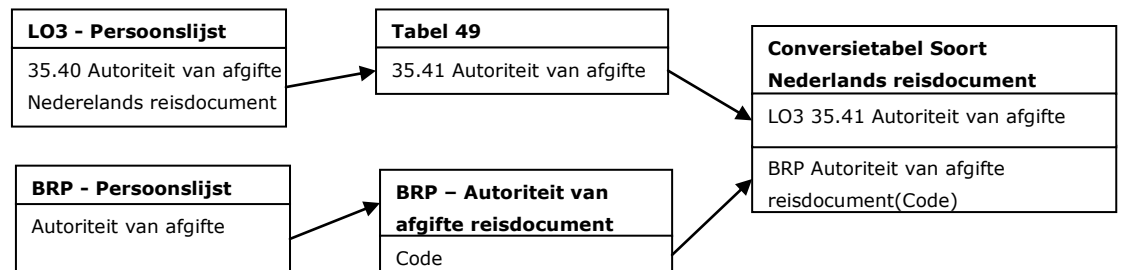 LO3 - Persoonslijst
35.40 Autoriteit van afgifte
Nederelands reisdocument
Tabel 49
35.41 Autoriteit van afgifte
Conversietabel Soort
Nederlands reisdocument
LO3 35.41 Autoriteit van afgifte
BRP Autoriteit van afgifte
reisdocument(Code)
BRP - Persoonslijst
Autoriteit van afgifte
BRP – Autoriteit van
afgifte reisdocument
Code